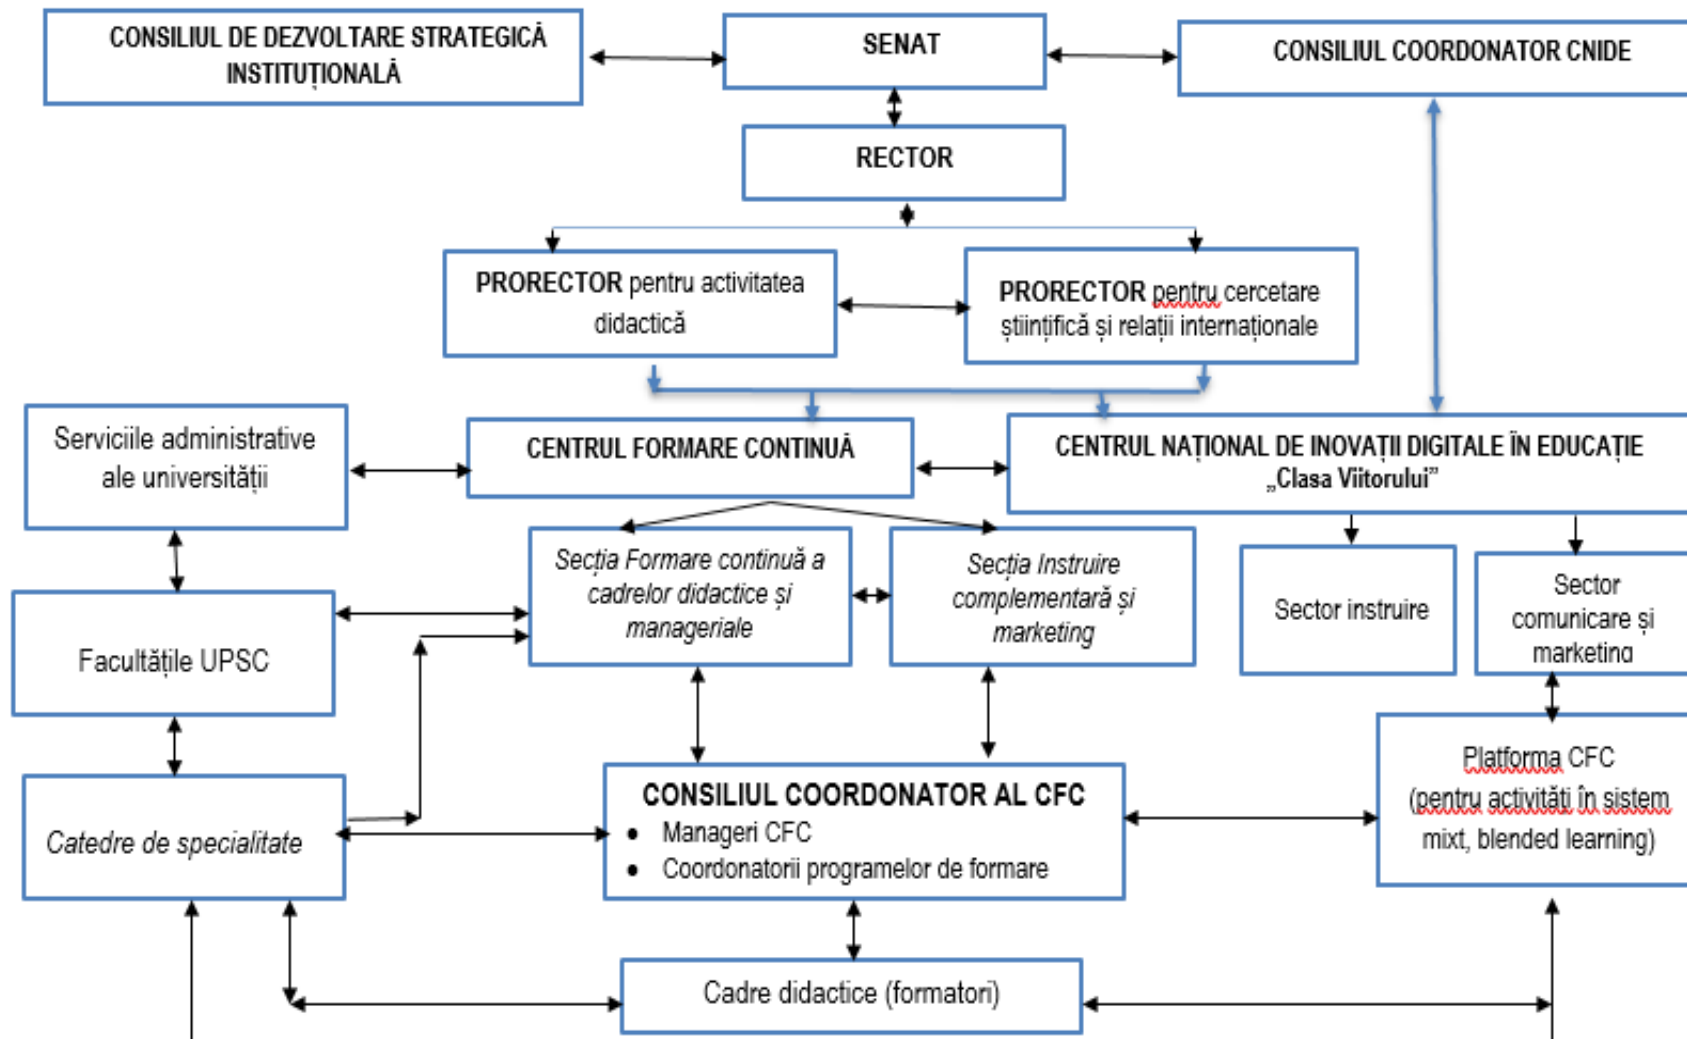 CONSILIUL DE DEZVOLTARE STRATEGICĂ
INSTITUȚIONALĂ
SENAT
CONSILIUL COORDONATOR CNIDE
RECTOR
PRORECTOR pentru activitatea
didactică
PRORECTOR pentru cercetare
științifică și relații internaționale
Serviciile administrative
ale universității
CENTRUL FORMARE CONTINUĂ
CENTRUL NAȚIONAL DE INOVAȚII DIGITALE ÎN EDUCAȚIE
„Clasa Viitorului”
Secția Formare continuă a
cadrelor didactice și
manageriale
Secția Instruire
complementară și
marketing
Sector instruire
Sector
comunicare și
marketing
Facultățile UPSC
Catedre de specialitate
CONSILIUL COORDONATOR AL CFC
• Manageri CFC
• Coordonatorii programelor de formare
Platforma CFC
(pentru activități în sistem
mixt, blended learning)
Cadre didactice (formatori)